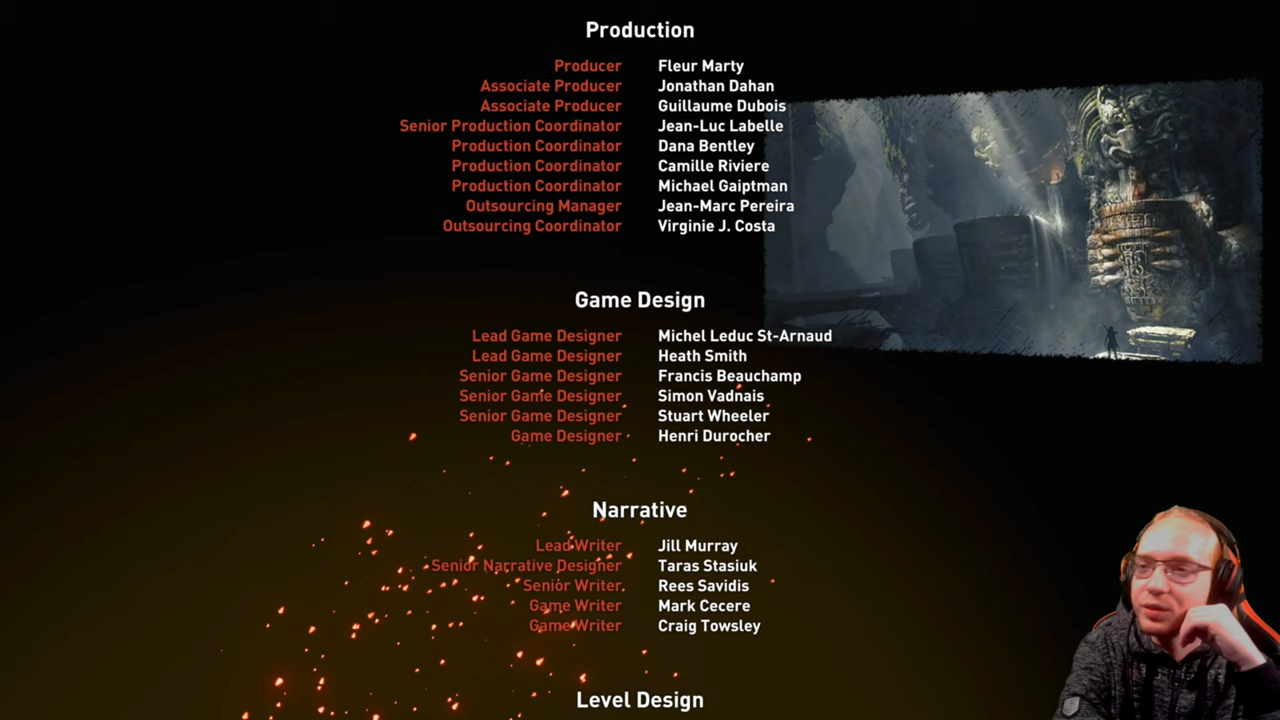 Production
Producer Fleur Marty
Associate Producer Jonathan Dahan
Associate Producer Guillaume Dubois
Senior Production Coordinator Jean-Luc Labelle
Production Coordinator Dana Bentley
Production Coordinator Camille Riviere
Production Coordinator Michael Gaiptman
Outsourcing Manager Jean-Marc Pereira
Outsourcing Coordinator Virginie J. Costa
Game Design
Lead Game Designer Michel Leduc St-Arnaud
Lead Game Designer Heath Smith
Senior Game Designer Francis Beauchamp
Senior Game Designer Simon Vadnais
Senior Game Designer Stuart Wheeler
Game Designer Henri Durocher
Narrative
Lead Writer Jill Murray
Senior Narrative Designer Taras Stasiuk
Senior Writer Rees Savidis
Game Writer Mark Cecere
Game Writer Craig Towsley
Level Design